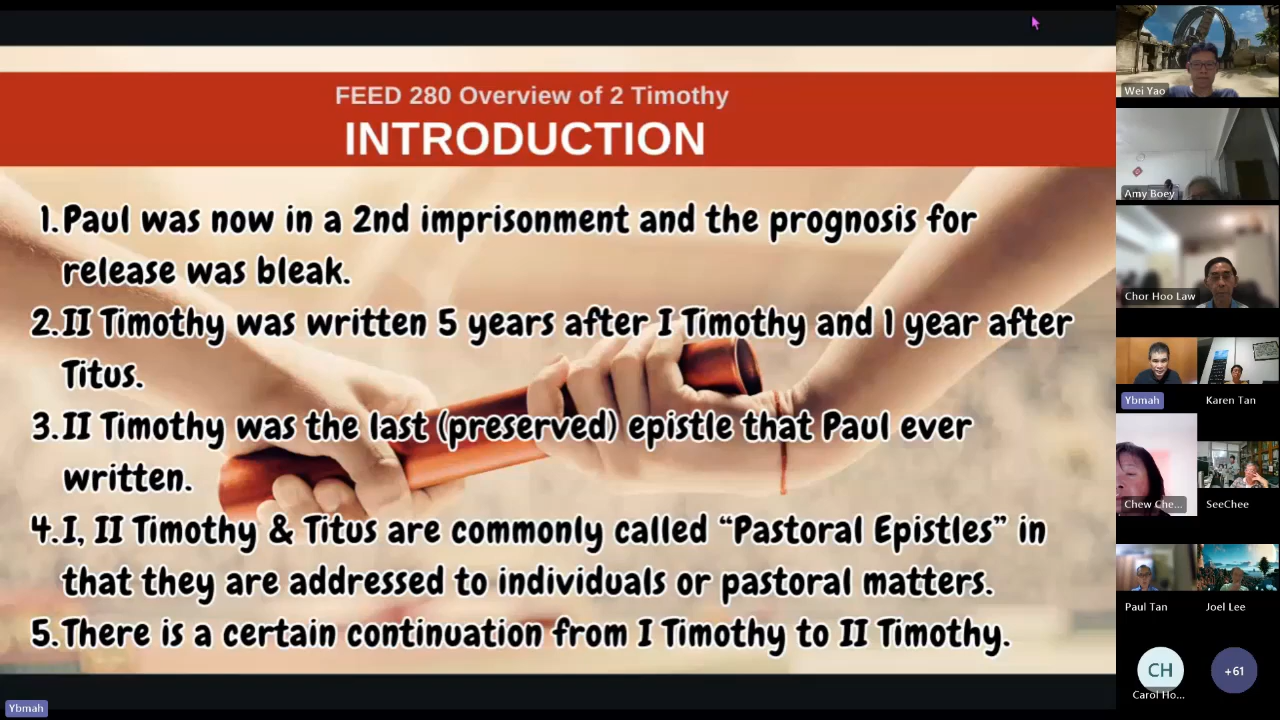 FEED 280 Overview of 2 Timothy
INTRODUCTION
1. Paul was now in a 2nd imprisonment and the prognosis for
release was bleak.
2. II Timothy was written 5 years after I Timothy and 1 year after
Titus.
3. II Timothy was the last (preserved) epistle that Paul ever
written.
4. I, II Timothy & Titus are commonly called “Pastoral Epistles” in
that they are addressed to individuals or pastoral matters.
5. There is a certain continuation from I Timothy to II Timothy.
Ybmah
Wei Yao
Amy Boey
Chor Hoo Law
Ybmah
Karen Tan
Chew Che...
SeeChee
Paul Tan
Joel Lee
CH
Carol Ho...
+61